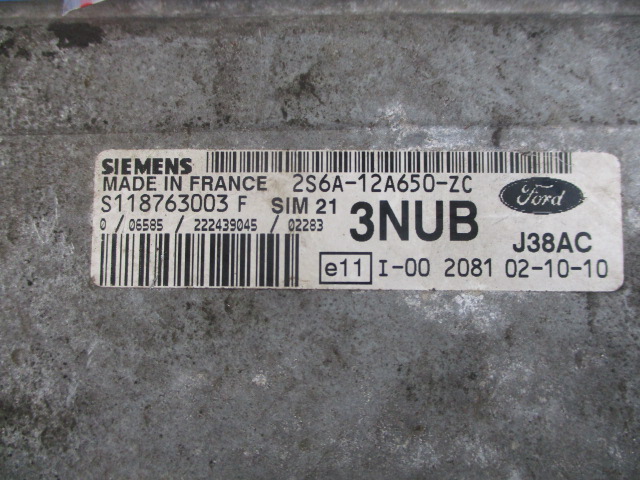 SIEMENS
MADE IN FRANCE 2S6A-12A650-ZC
S118763003 F SIM 21 3NUB Ford
0 / 06585 / 222439045 / 02283 J38AC
e11 I-00 2081 02-10-10